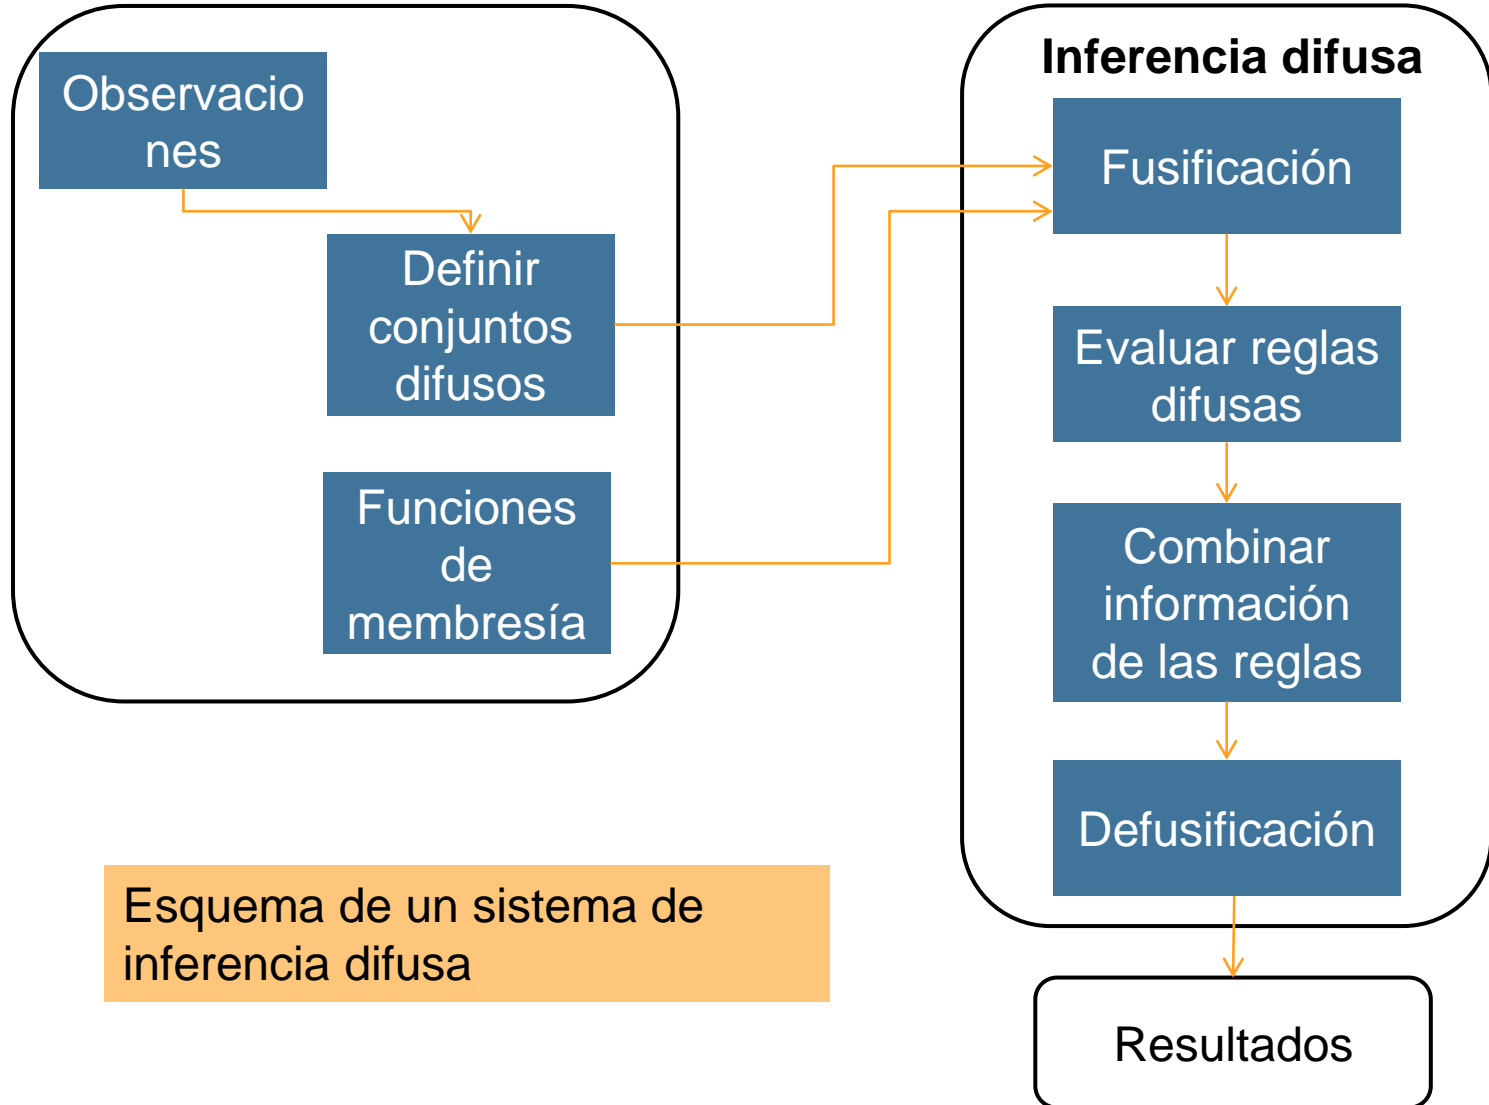 Observacio
nes
Definir
conjuntos
difusos
Funciones
de
membresía
Esquema de un sistema de
inferencia difusa
Inferencia difusa
Fusificación
Evaluar reglas
difusas
Combinar
información
de las reglas
Defusificación
Resultados